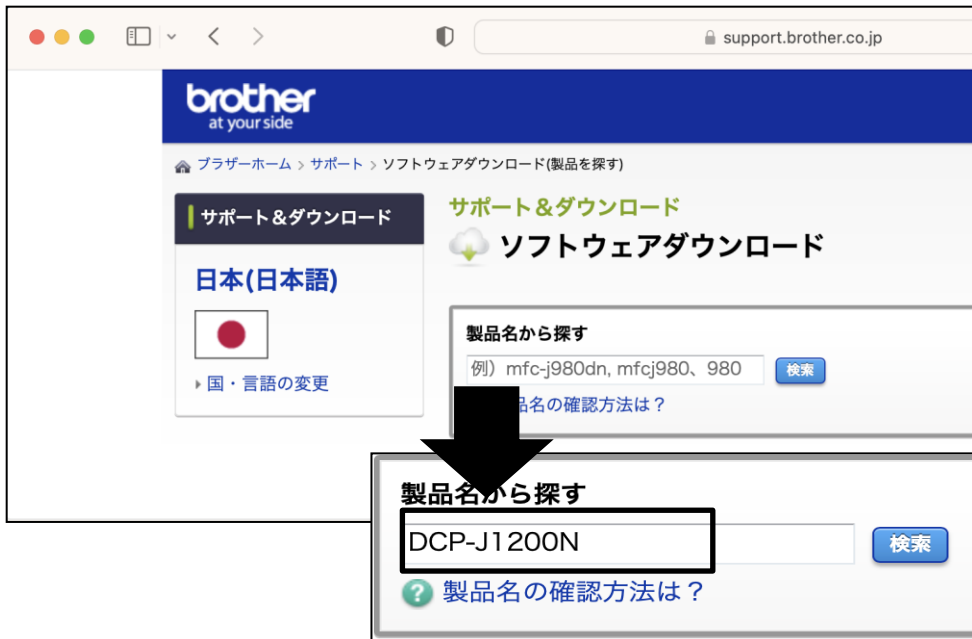 support.brother.co.jp
brother
at your side
ブラザーホーム > サポート > ソフトウェアダウンロード(製品を探す)
サポート＆ダウンロード
日本(日本語)
国・言語の変更
サポート＆ダウンロード
ソフトウェアダウンロード
製品名から探す
例）mfc-j980dn, mfcj980、980
検索
品名の確認方法は？
製品名から探す
DCP-J1200N
検索
? 製品名の確認方法は？